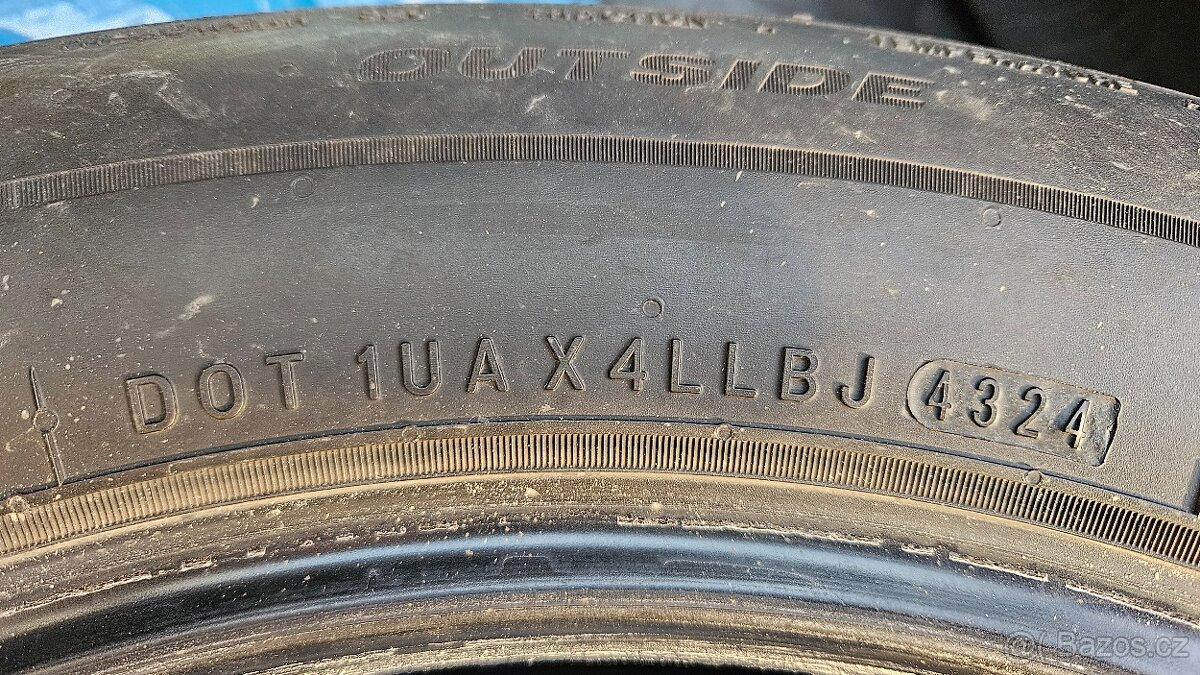 OUTSIDE
DOT 1UA X4LLBJ 4324
© Bazos.cz